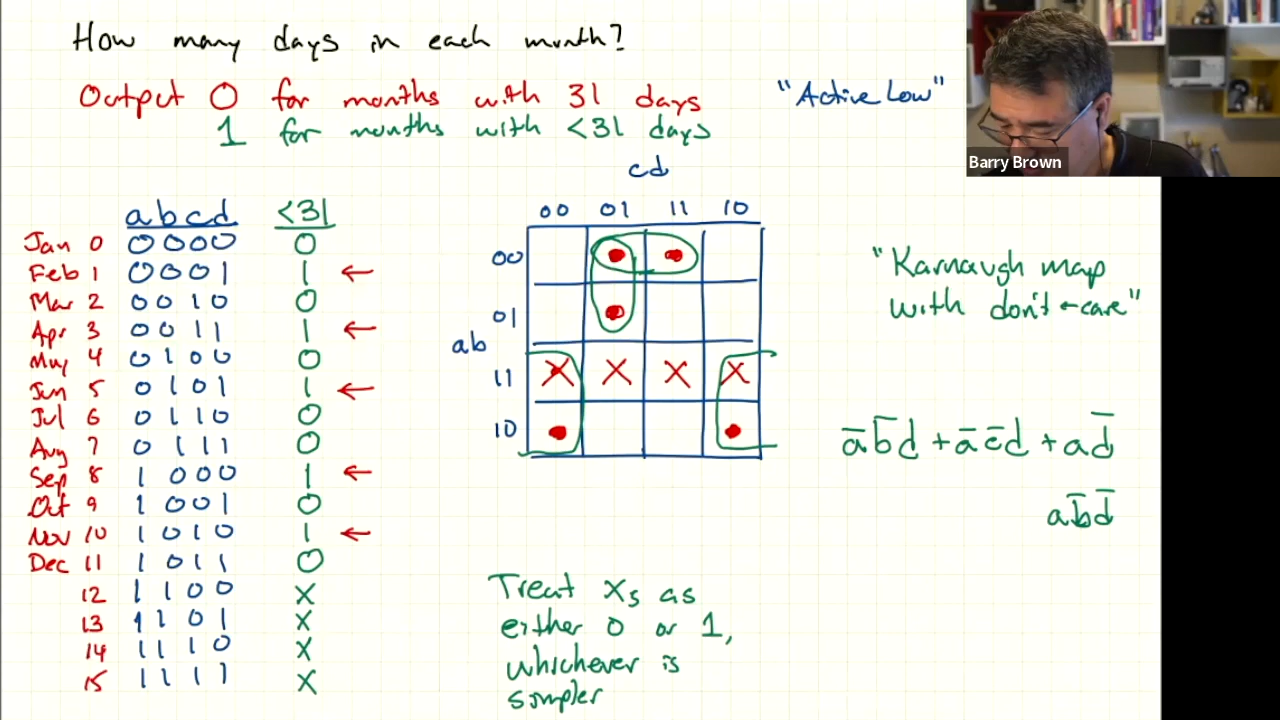 How many days in each month?
Output 0 for months with 31 days
1 for months with <31 days
"Active Low"
Barry Brown
abcd <31
Jan 0 0000 0
Feb 1 0001 1 ←
Mar 2 0010 0
Apr 3 0011 1 ←
May 4 0100 0
Jun 5 0101 1 ←
Jul 6 0110 0
Aug 7 0111 0
Sep 8 1000 1 ←
Oct 9 1001 0
Nov 10 1010 1 ←
Dec 11 1011 0
12 1100 X
13 1101 X
14 1110 X
15 1111 X
cd
00 01 11 10
00
01
ab
11 X X X X
10
"Karnaugh map
with don't-care"
a̅b̅d + a̅c̅d + ad̅
ab̅d̅
Treat Xs as
either 0 or 1,
whichever is
simpler